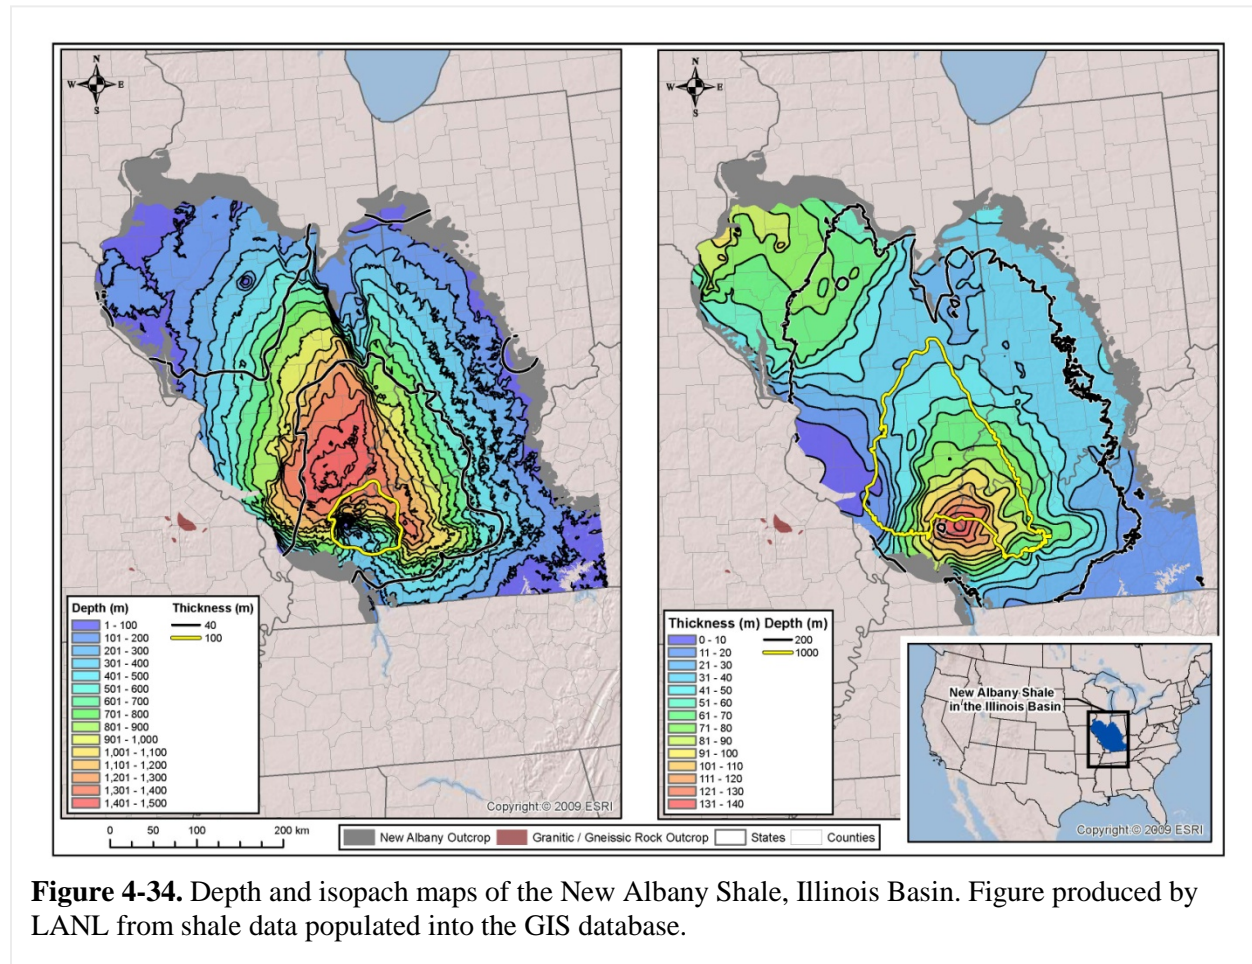 N
W E
S
Depth (m) Thickness (m)
1 - 100 40
101 - 200 100
201 - 300
301 - 400
401 - 500
501 - 600
601 - 700
701 - 800
801 - 900
901 - 1,000
1,001 - 1,100
1,101 - 1,200
1,201 - 1,300
1,301 - 1,400
1,401 - 1,500
Copyright:© 2009 ESRI
N
W E
S
Thickness (m) Depth (m)
0 - 10 200
11 - 20 1000
21 - 30
31 - 40
41 - 50
51 - 60
61 - 70
71 - 80
81 - 90
91 - 100
101 - 110
111 - 120
121 - 130
131 - 140
New Albany Shale
in the Illinois Basin
Copyright:© 2009 ESRI
0 50 100 200 km
New Albany Outcrop Granitic / Gneissic Rock Outcrop States Counties
Figure 4-34. Depth and isopach maps of the New Albany Shale, Illinois Basin. Figure produced by
LANL from shale data populated into the GIS database.